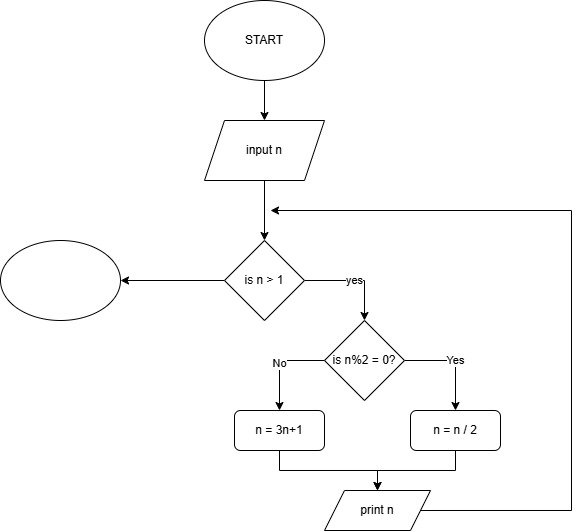 START
input n
is n > 1
yes
is n%2 = 0?
No
Yes
n = 3n+1
n = n / 2
print n